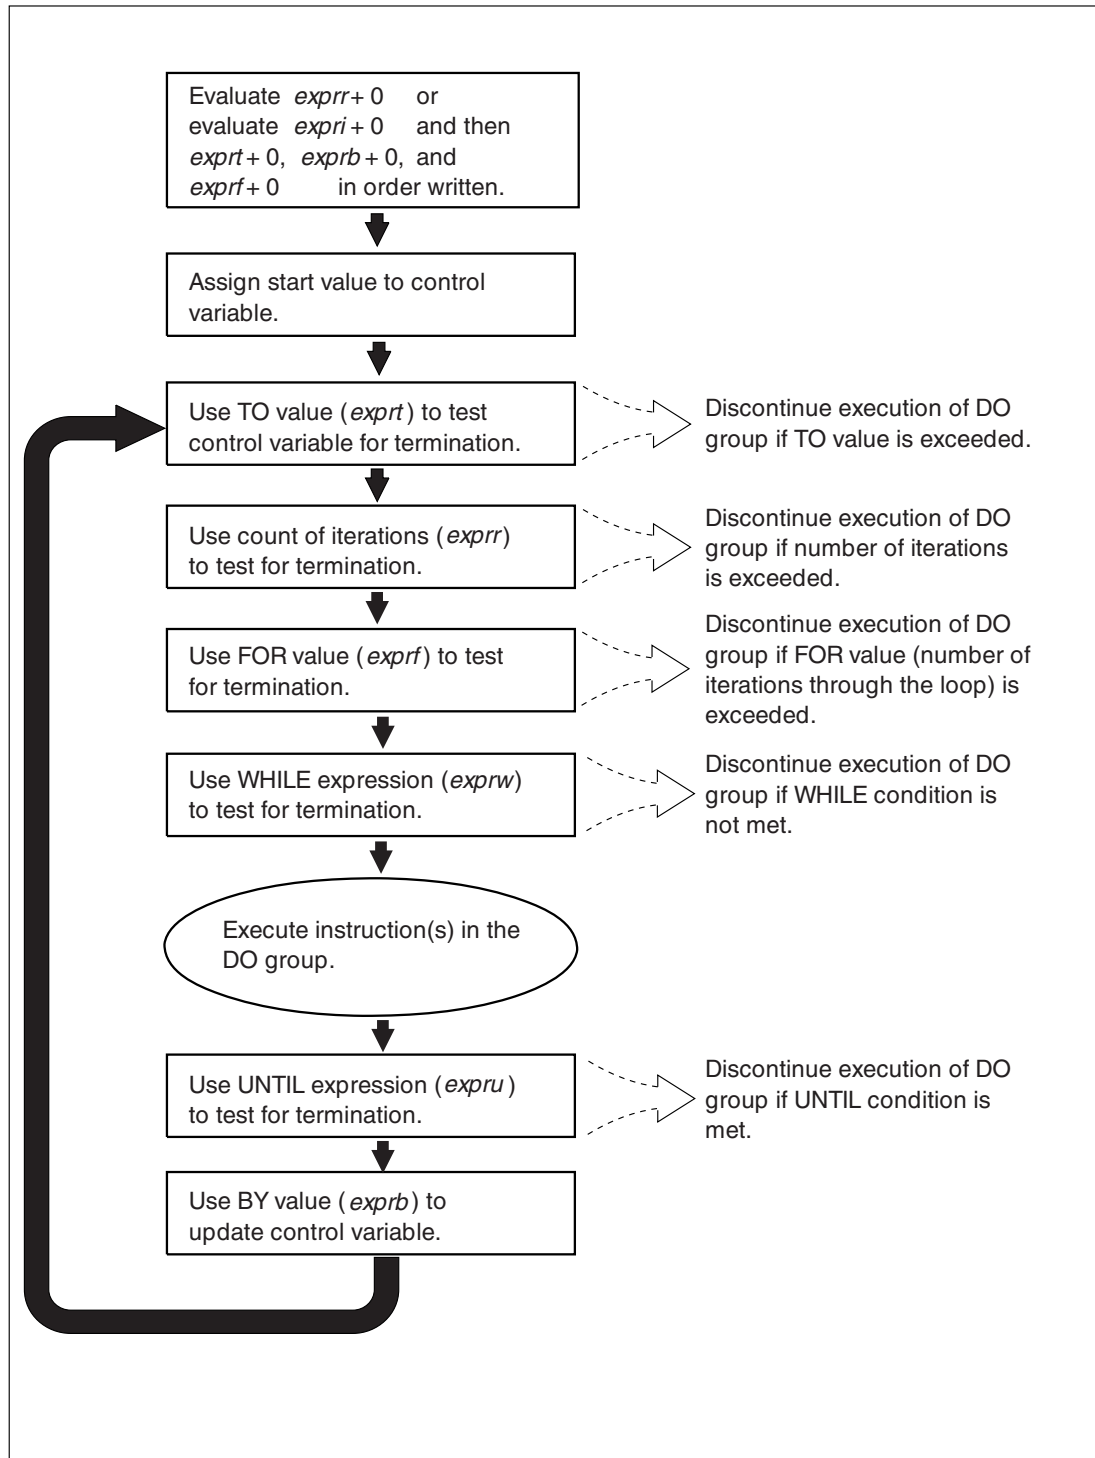 Evaluate exprr + 0 or
evaluate expri + 0 and then
exprt + 0, exprb + 0, and
exprf + 0 in order written.
Assign start value to control
variable.
Use TO value (exprt) to test
control variable for termination.
Discontinue execution of DO
group if TO value is exceeded.
Use count of iterations (exprr)
to test for termination.
Discontinue execution of DO
group if number of iterations
is exceeded.
Use FOR value (exprf) to test
for termination.
Discontinue execution of DO
group if FOR value (number of
iterations through the loop) is
exceeded.
Use WHILE expression (exprw)
to test for termination.
Discontinue execution of DO
group if WHILE condition is
not met.
Execute instruction(s) in the
DO group.
Use UNTIL expression (expru)
to test for termination.
Discontinue execution of DO
group if UNTIL condition is
met.
Use BY value (exprb) to
update control variable.